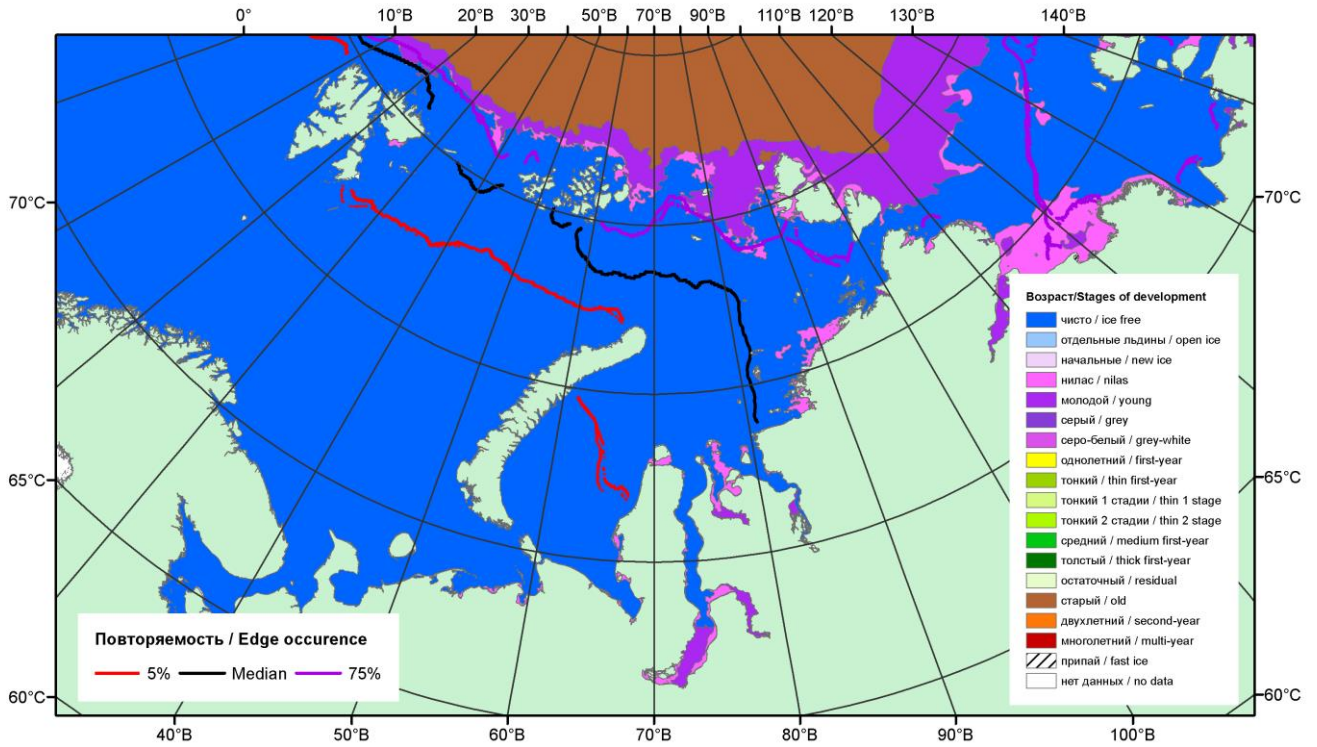 0° 10°В 20°В 30°В 50°В 70°В 90°В 110°В 120°В 130°В 140°В
70°С 70°С
65°С 65°С
60°С 60°С
Возраст/Stages of development
чисто / ice free
отдельные льдины / open ice
начальные / new ice
нилас / nilas
молодой / young
серый / grey
серо-белый / grey-white
однолетний / first-year
тонкий / thin first-year
тонкий 1 стадии / thin 1 stage
тонкий 2 стадии / thin 2 stage
средний / medium first-year
толстый / thick first-year
остаточный / residual
старый / old
двухлетний / second-year
многолетний / multi-year
припай / fast ice
нет данных / no data
Повторяемость / Edge occurence
5% Median 75%
40°В 50°В 60°В 70°В 80°В 90°В 100°В